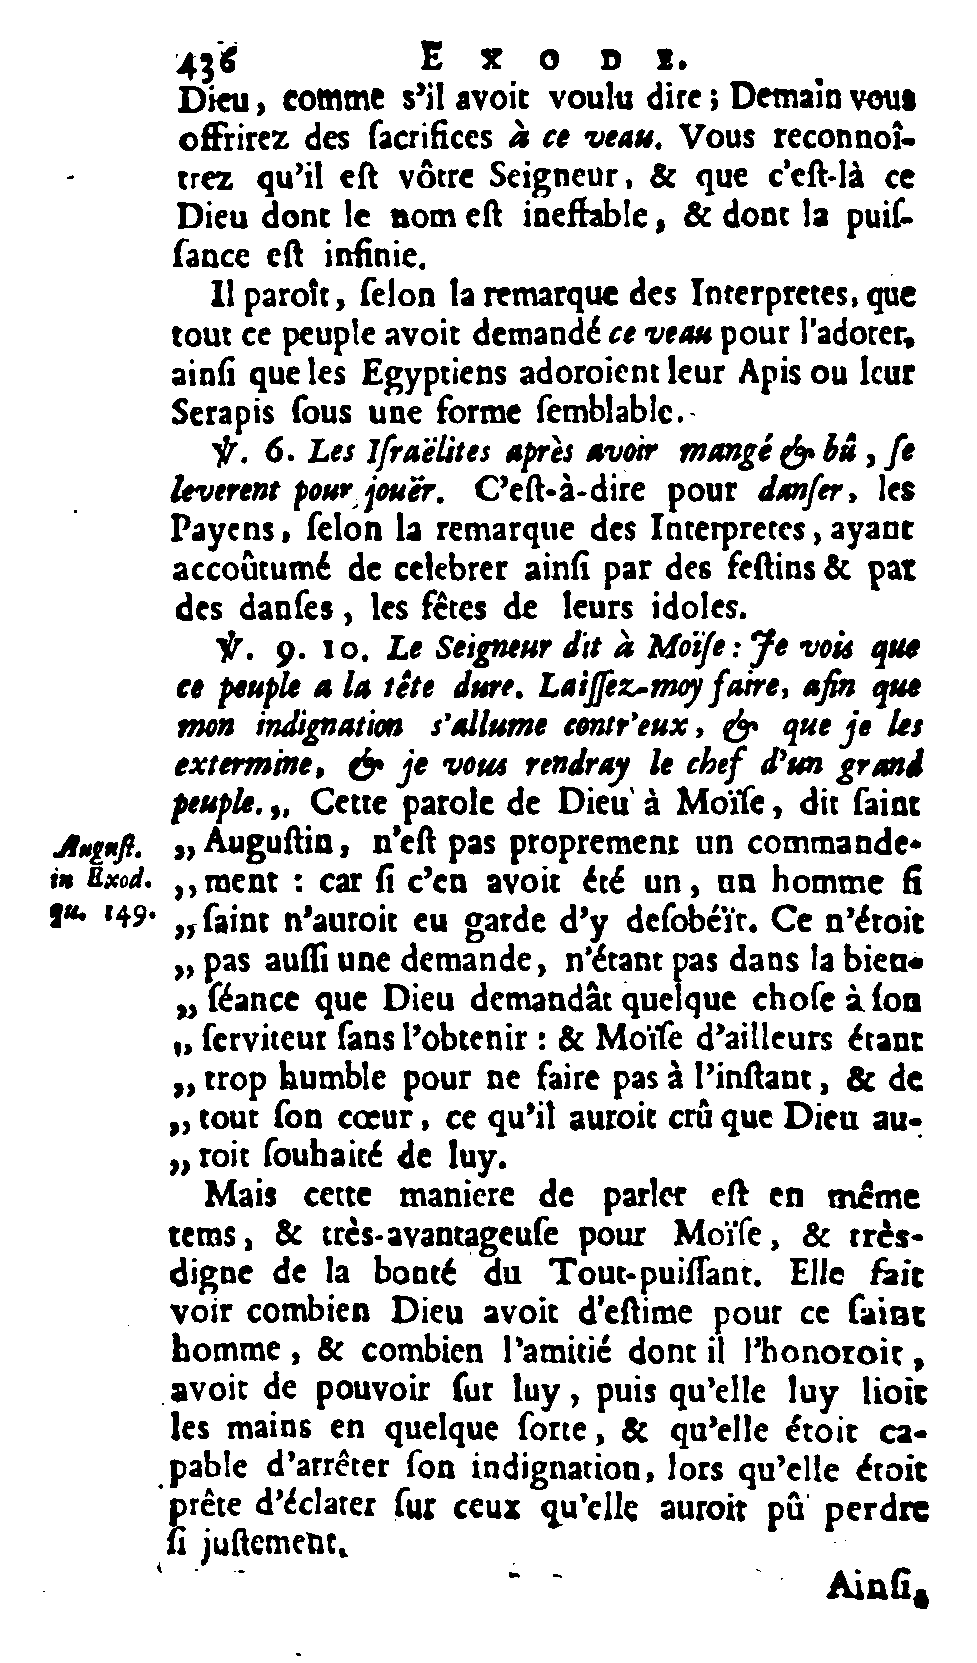 436 EXODE.
Dieu, comme s'il avoit voulu dire; Demain vous
offrirez des ſacrifices à ce veau. Vous reconnoî-
trez qu'il eſt vôtre Seigneur, & que c'eſt-là ce
Dieu dont le nom eſt ineffable, & dont la puiſ-
ſance eſt infinie.
Il paroît, ſelon la remarque des Interpretes, que
tout ce peuple avoit demandé ce veau pour l'adorer,
ainſi que les Egyptiens adoroient leur Apis ou leur
Serapis ſous une forme ſemblable.
℣. 6. Les Iſraëlites après avoir mangé & bû, ſe
leverent pour jouër. C'eſt-à-dire pour danſer, les
Payens, ſelon la remarque des Interpretes, ayant
accoûtumé de celebrer ainſi par des feſtins & par
des danſes, les fêtes de leurs idoles.
℣. 9. 10. Le Seigneur dit à Moïſe: Je vois que
ce peuple a la tête dure. Laiſſez-moy faire, afin que
mon indignation s'allume contr'eux, & que je les
extermine, & je vous rendray le chef d'un grand
peuple. „ Cette parole de Dieu à Moïſe, dit ſaint
„ Auguſtin, n'eſt pas proprement un commande-
„ ment : car ſi c'en avoit été un, un homme ſi
„ ſaint n'auroit eu garde d'y deſobéïr. Ce n'étoit
„ pas auſſi une demande, n'étant pas dans la bien-
„ ſéance que Dieu demandât quelque choſe à ſon
„ ſerviteur ſans l'obtenir : & Moïſe d'ailleurs étant
„ trop humble pour ne faire pas à l'inſtant, & de
„ tout ſon cœur, ce qu'il auroit crû que Dieu au-
„ roit ſouhaité de luy.
Auguſt.
in Exod.
qu. 149.
Mais cette maniere de parler eſt en même
tems, & très-avantageuſe pour Moïſe, & très-
digne de la bonté du Tout-puiſſant. Elle fait
voir combien Dieu avoit d'eſtime pour ce ſaint
homme, & combien l'amitié dont il l'honoroit,
avoit de pouvoir ſur luy, puis qu'elle luy lioit
les mains en quelque ſorte, & qu'elle étoit ca-
pable d'arrêter ſon indignation, lors qu'elle étoit
prête d'éclater ſur ceux qu'elle auroit pû perdre
ſi juſtement.
Ainſi,